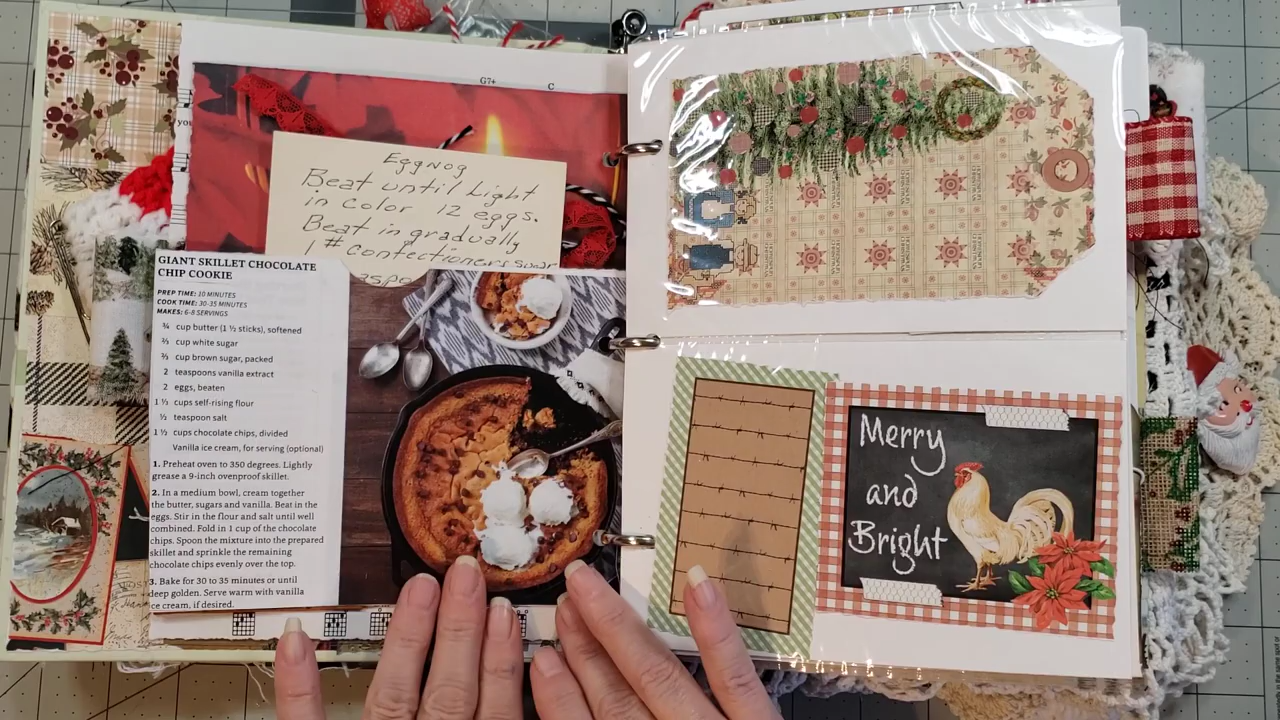 G7+
C
you
Eggnog
Beat until Light
in color 12 eggs.
Beat in gradually
1# confectioners sugar
aspo
GIANT SKILLET CHOCOLATE
CHIP COOKIE
PREP TIME: 10 MINUTES
COOK TIME: 30-35 MINUTES
MAKES: 6-8 SERVINGS
¾ cup butter (1 ½ sticks), softened
⅔ cup white sugar
⅔ cup brown sugar, packed
2 teaspoons vanilla extract
2 eggs, beaten
1 ⅓ cups self-rising flour
½ teaspoon salt
1 ½ cups chocolate chips, divided
Vanilla ice cream, for serving (optional)
1. Preheat oven to 350 degrees. Lightly
grease a 9-inch ovenproof skillet.
2. In a medium bowl, cream together
the butter, sugars and vanilla. Beat in the
eggs. Stir in the flour and salt until well
combined. Fold in 1 cup of the chocolate
chips. Spoon the mixture into the prepared
skillet and sprinkle the remaining
chocolate chips evenly over the top.
3. Bake for 30 to 35 minutes or until
deep golden. Serve warm with vanilla
ice cream, if desired.
Merry
and
Bright